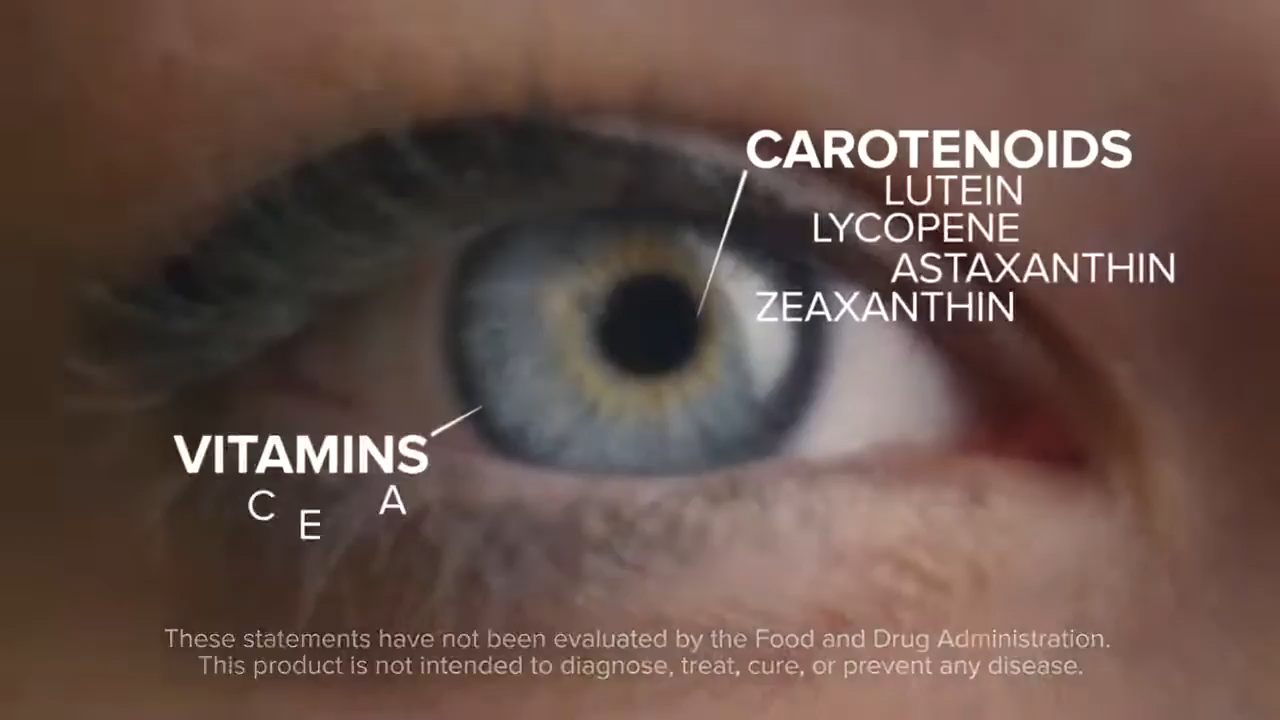 CAROTENOIDS
LUTEIN
LYCOPENE
ASTAXANTHIN
ZEAXANTHIN
VITAMINS
C E A
These statements have not been evaluated by the Food and Drug Administration.
This product is not intended to diagnose, treat, cure, or prevent any disease.